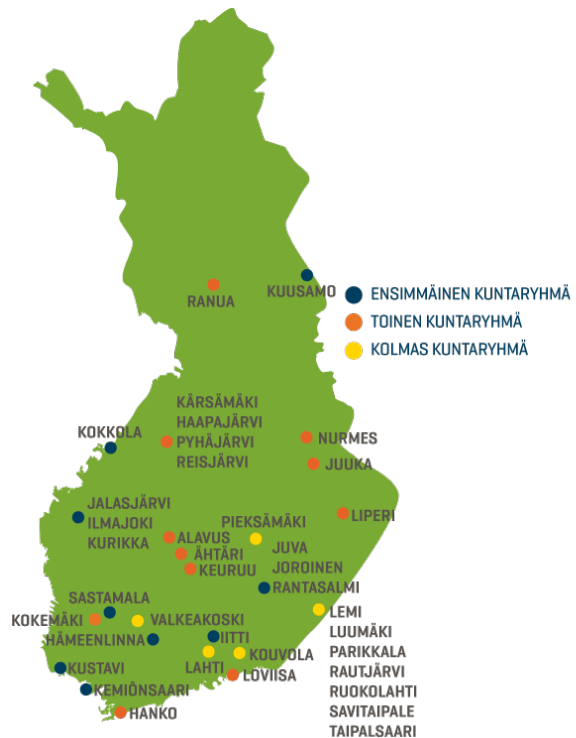 RANUA
KUUSAMO
ENSIMMÄINEN KUNTARYHMÄ
TOINEN KUNTARYHMÄ
KOLMAS KUNTARYHMÄ
KÄRSÄMÄKI
HAAPAJÄRVI
PYHÄJÄRVI
REISJÄRVI
KOKKOLA
NURMES
JUUKA
LIPERI
JALASJÄRVI
ILMAJOKI
KURIKKA
ALAVUS
ÄHTÄRI
KEURUU
PIEKSÄMÄKI
JUVA
JOROINEN
RANTASALMI
SASTAMALA
KOKEMÄKI
VALKEAKOSKI
HÄMEENLINNA
IITTI
LAHTI
KOUVOLA
LOVIISA
KUSTAVI
KEMIÖNSAARI
HANKO
LEMI
LUUMÄKI
PARIKKALA
RAUTJÄRVI
RUOKOLAHTI
SAVITAIPALE
TAIPALSAARI